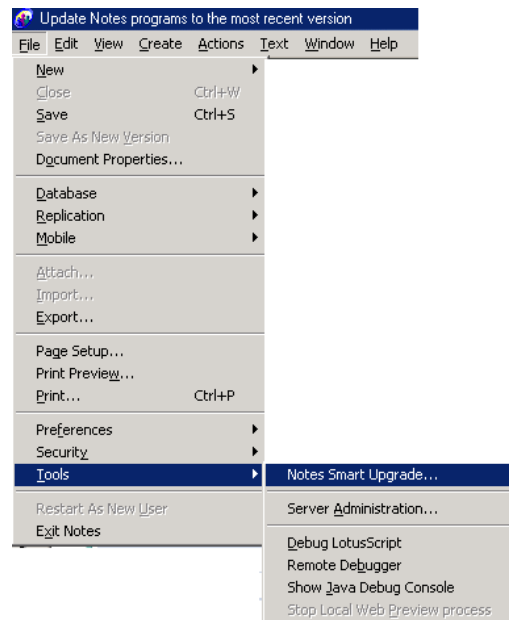 Update Notes programs to the most recent version
File Edit View Create Actions Text Window Help
New
Close Ctrl+W
Save Ctrl+S
Save As New Version
Document Properties...
Database
Replication
Mobile
Attach...
Import...
Export...
Page Setup...
Print Preview...
Print... Ctrl+P
Preferences
Security
Tools
Restart As New User
Exit Notes
Notes Smart Upgrade...
Server Administration...
Debug LotusScript
Remote Debugger
Show Java Debug Console
Stop Local Web Preview process